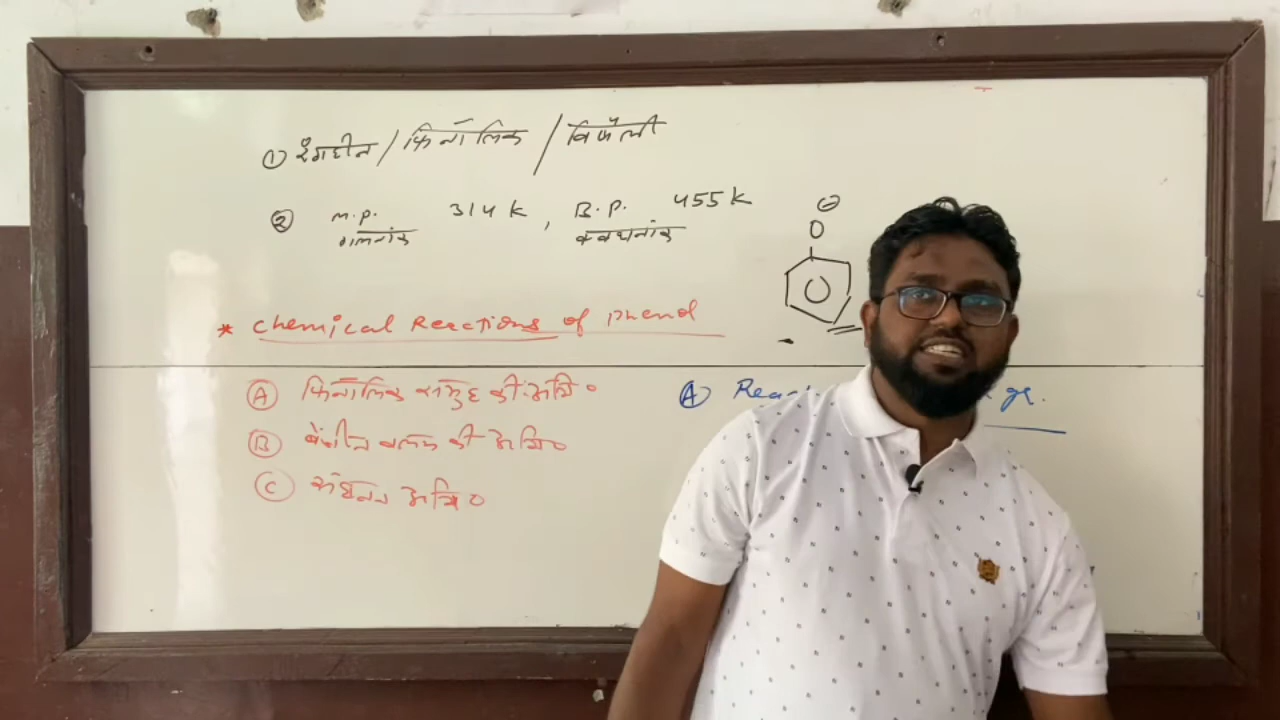 ① रंगहीन / फिनॉलिक / विषैली
② M.P. 314 K, B.P. 455 K
गलनांक क्वथनांक
⊖
O
* Chemical Reactions of phenol
Ⓐ फिनॉलिक समूह की अभि०
Ⓑ बेंजीन वलय की अभि०
Ⓒ संघनन अभि०
Ⓐ gr.